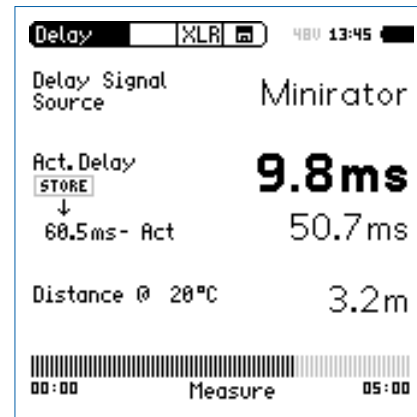 Delay XLR 48V 13:45
Delay Signal Minirator
Source
Act. Delay 9.8ms
STORE
60.5ms- Act 50.7ms
Distance @ 20°C 3.2m
00:00 Measure 05:00